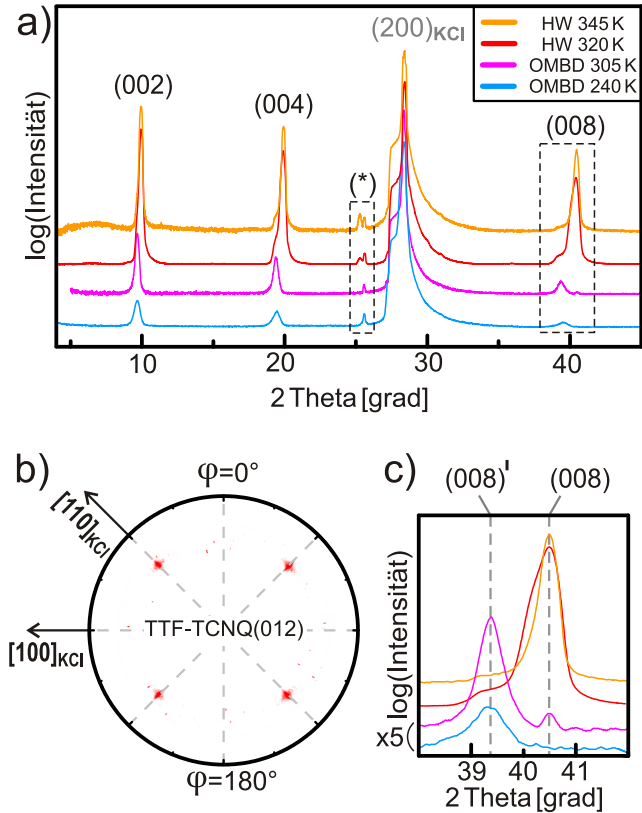 a)
HW 345 K
HW 320 K
OMBD 305 K
OMBD 240 K
(002)
(004)
(*)
(200)KCl
(008)
log(Intensität)
10
20
30
40
2 Theta [grad]
b)
φ=0°
[110]KCl
[100]KCl
TTF-TCNQ(012)
φ=180°
c)
(008)'
(008)
log(Intensität)
x5(
39
40
41
2 Theta [grad]